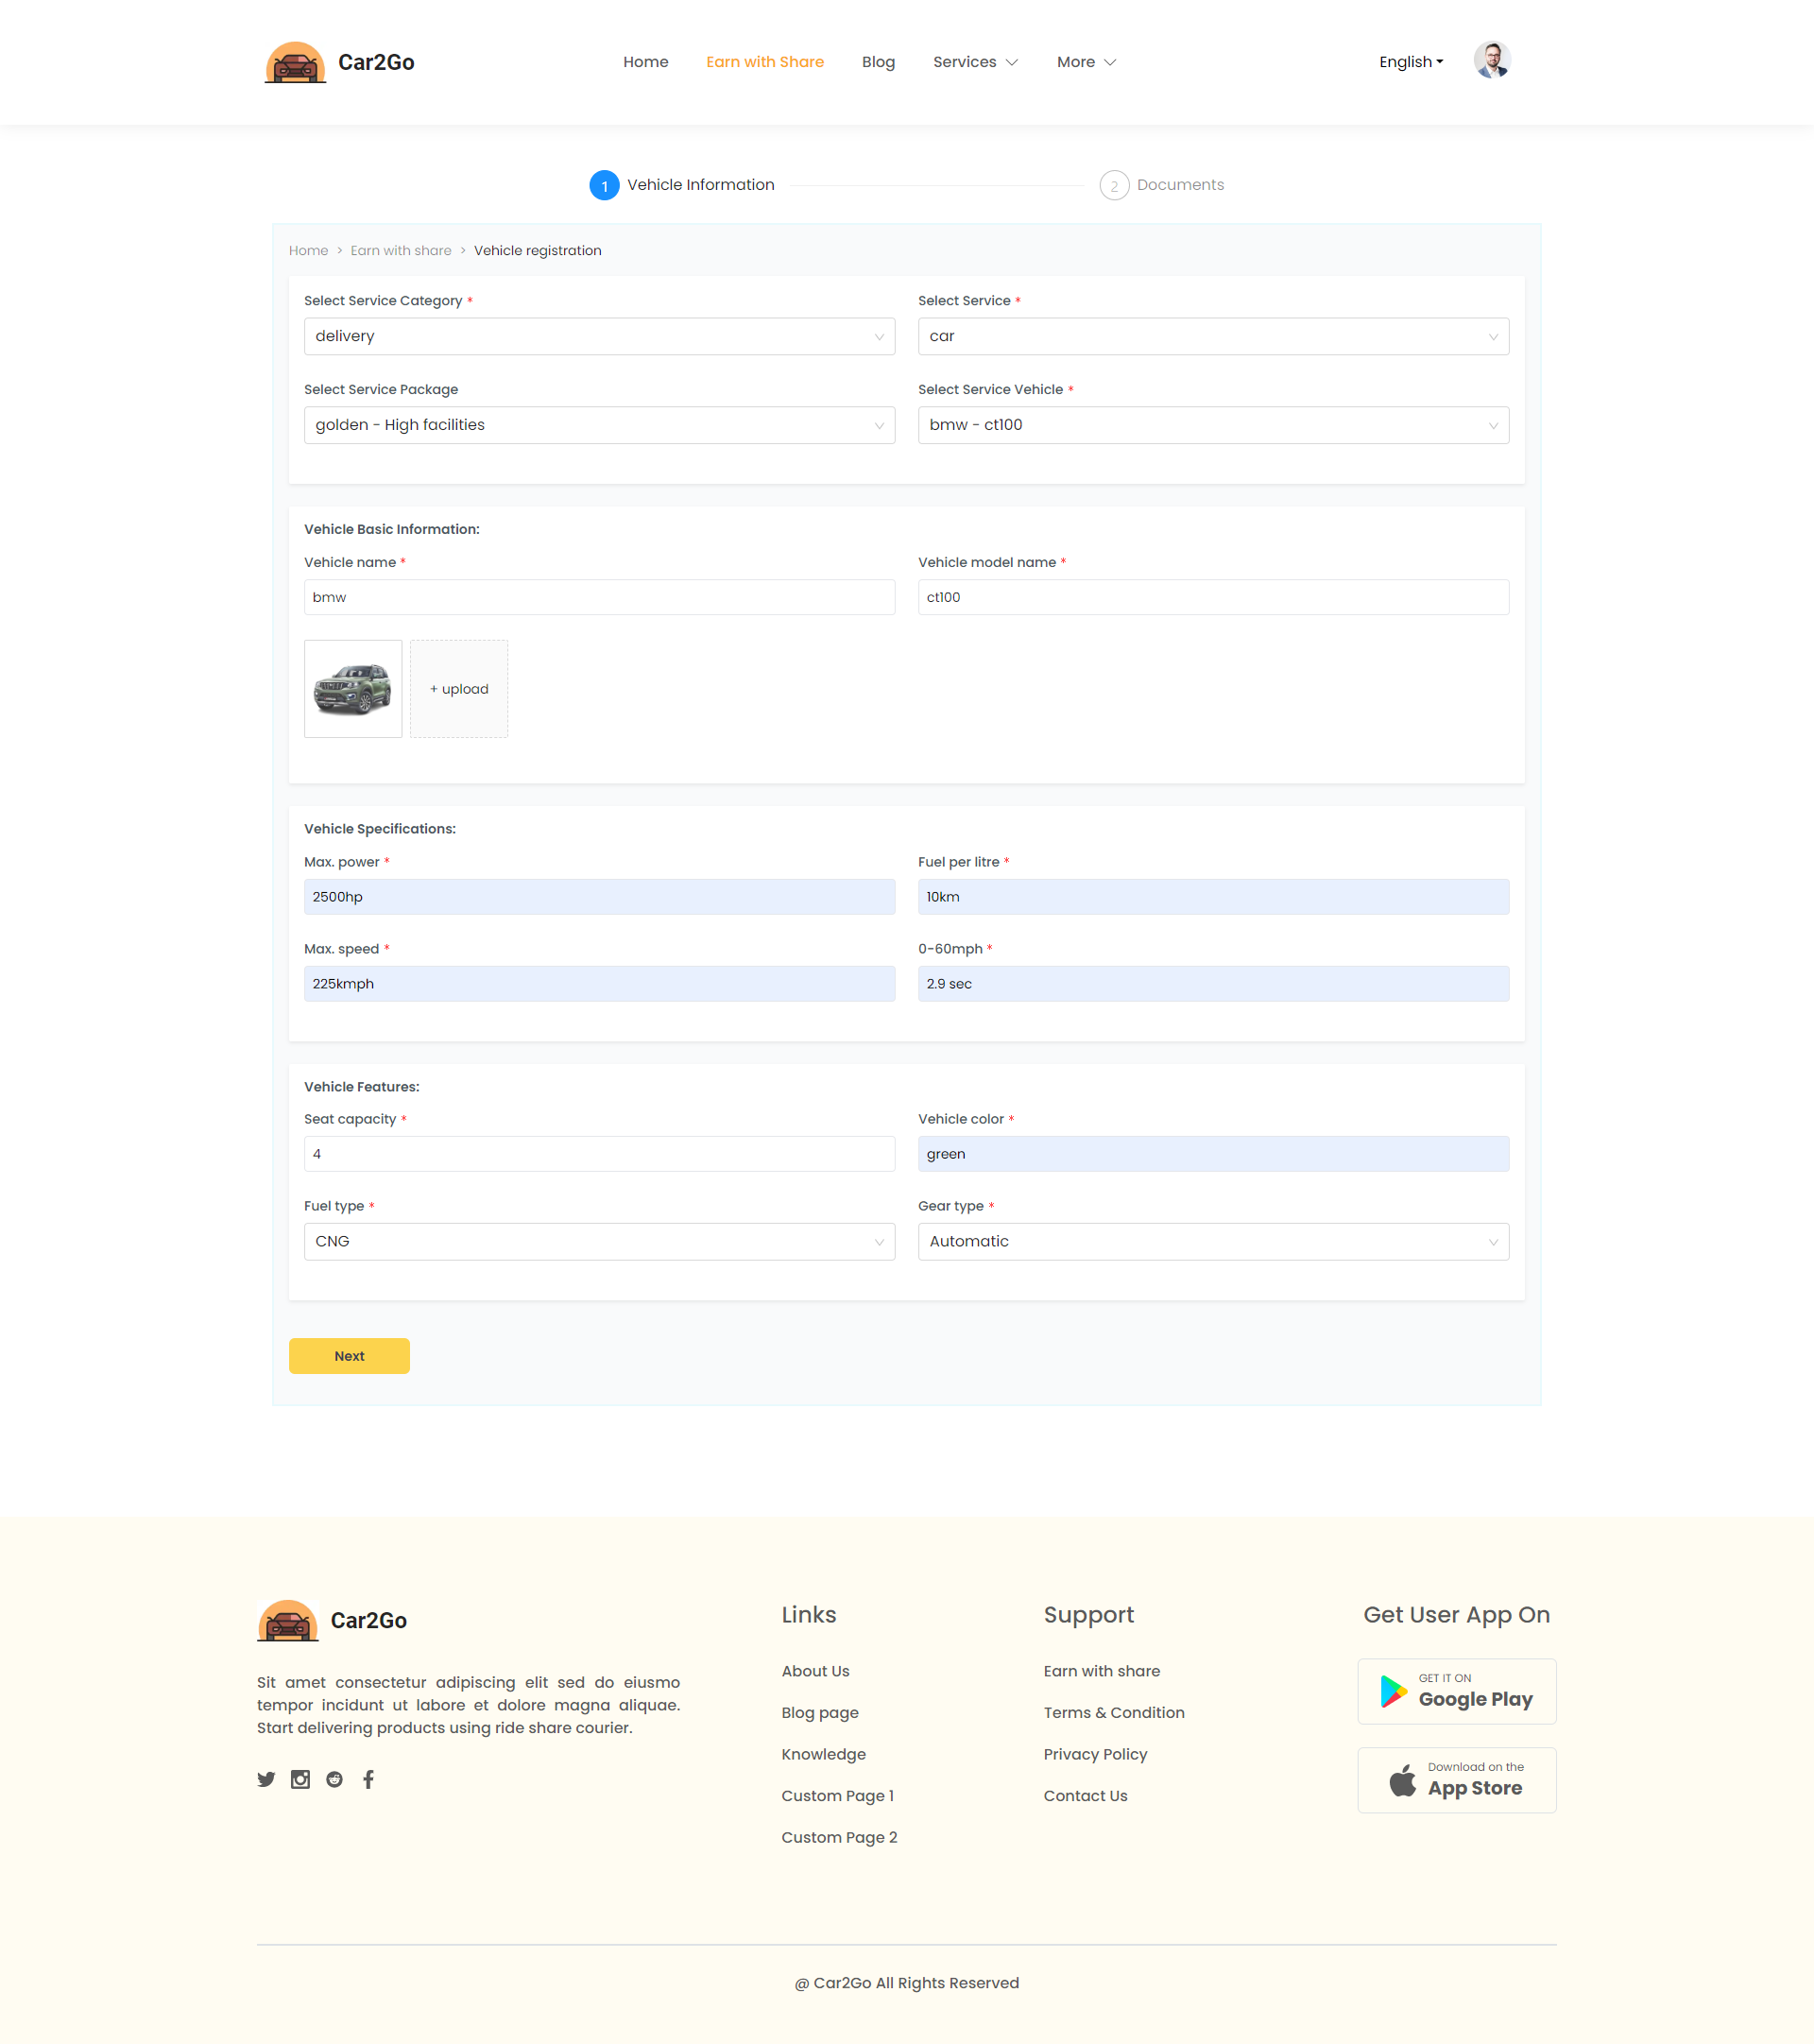 Car2Go
Home
Earn with Share
Blog
Services
More
English
1 Vehicle Information
2 Documents
Home > Earn with share > Vehicle registration
Select Service Category *
Select Service *
delivery
car
Select Service Package
Select Service Vehicle *
golden - High facilities
bmw - ct100
Vehicle Basic Information:
Vehicle name *
Vehicle model name *
bmw
ct100
+ upload
Vehicle Specifications:
Max. power *
Fuel per litre *
2500hp
10km
Max. speed *
0-60mph *
225kmph
2.9 sec
Vehicle Features:
Seat capacity *
Vehicle color *
4
green
Fuel type *
Gear type *
CNG
Automatic
Next
Car2Go
Sit amet consectetur adipiscing elit sed do eiusmo
tempor incidunt ut labore et dolore magna aliquae.
Start delivering products using ride share courier.
Links
About Us
Blog page
Knowledge
Custom Page 1
Custom Page 2
Support
Earn with share
Terms & Condition
Privacy Policy
Contact Us
Get User App On
GET IT ON
Google Play
Download on the
App Store
@ Car2Go All Rights Reserved